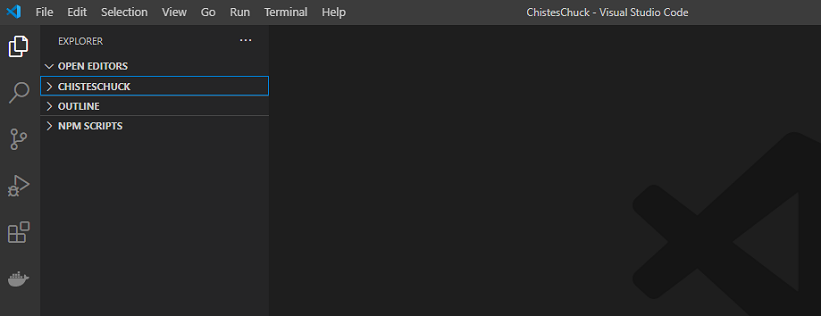 File Edit Selection View Go Run Terminal Help ChistesChuck - Visual Studio Code
EXPLORER ...
OPEN EDITORS
CHISTESCHUCK
OUTLINE
NPM SCRIPTS